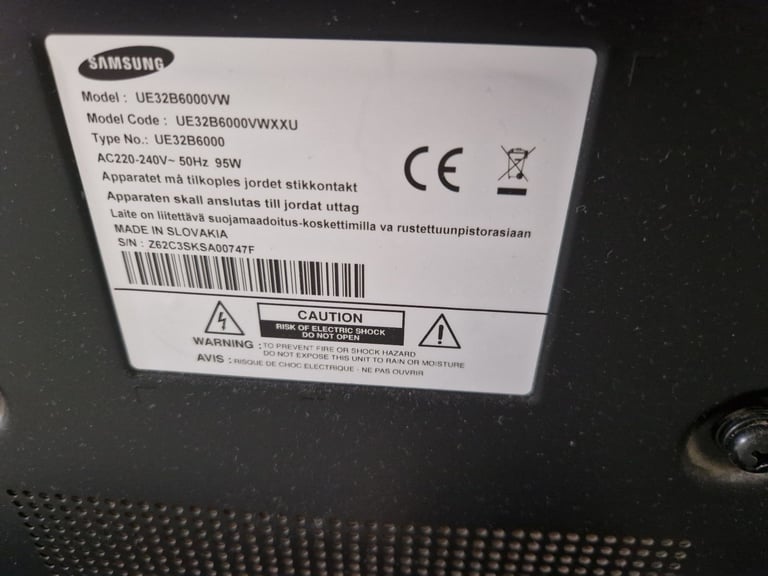 SAMSUNG
Model : UE32B6000VW
Model Code : UE32B6000VWXXU
Type No.: UE32B6000
AC220-240V~ 50Hz 95W
Apparatet må tilkoples jordet stikkontakt
Apparaten skall anslutas till jordat uttag
Laite on liitettävä suojamaadoitus-koskettimilla va rustettuunpistorasiaan
MADE IN SLOVAKIA
S/N : Z62C3SKSA00747F
CE
CAUTION
RISK OF ELECTRIC SHOCK
DO NOT OPEN
WARNING : TO PREVENT FIRE OR SHOCK HAZARD
DO NOT EXPOSE THIS UNIT TO RAIN OR MOISTURE
AVIS : RISQUE DE CHOC ELECTRIQUE - NE PAS OUVRIR